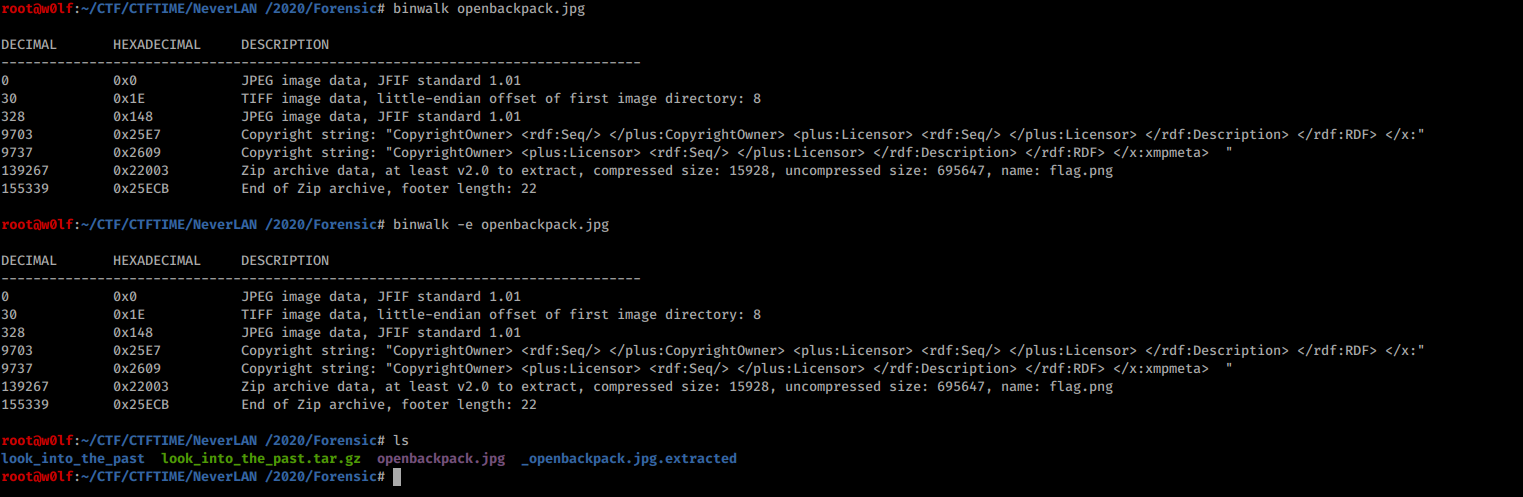 root@w0lf:~/CTF/CTFTIME/NeverLAN /2020/Forensic# binwalk openbackpack.jpg
DECIMAL HEXADECIMAL DESCRIPTION
--------------------------------------------------------------------------------
0 0x0 JPEG image data, JFIF standard 1.01
30 0x1E TIFF image data, little-endian offset of first image directory: 8
328 0x148 JPEG image data, JFIF standard 1.01
9703 0x25E7 Copyright string: "CopyrightOwner> <rdf:Seq/> </plus:CopyrightOwner> <plus:Licensor> <rdf:Seq/> </plus:Licensor> </rdf:Description> </rdf:RDF> </x:"
9737 0x2609 Copyright string: "CopyrightOwner> <plus:Licensor> <rdf:Seq/> </plus:Licensor> </rdf:Description> </rdf:RDF> </x:xmpmeta>  "
139267 0x22003 Zip archive data, at least v2.0 to extract, compressed size: 15928, uncompressed size: 695647, name: flag.png
155339 0x25ECB End of Zip archive, footer length: 22
root@w0lf:~/CTF/CTFTIME/NeverLAN /2020/Forensic# binwalk -e openbackpack.jpg
DECIMAL HEXADECIMAL DESCRIPTION
--------------------------------------------------------------------------------
0 0x0 JPEG image data, JFIF standard 1.01
30 0x1E TIFF image data, little-endian offset of first image directory: 8
328 0x148 JPEG image data, JFIF standard 1.01
9703 0x25E7 Copyright string: "CopyrightOwner> <rdf:Seq/> </plus:CopyrightOwner> <plus:Licensor> <rdf:Seq/> </plus:Licensor> </rdf:Description> </rdf:RDF> </x:"
9737 0x2609 Copyright string: "CopyrightOwner> <plus:Licensor> <rdf:Seq/> </plus:Licensor> </rdf:Description> </rdf:RDF> </x:xmpmeta>  "
139267 0x22003 Zip archive data, at least v2.0 to extract, compressed size: 15928, uncompressed size: 695647, name: flag.png
155339 0x25ECB End of Zip archive, footer length: 22
root@w0lf:~/CTF/CTFTIME/NeverLAN /2020/Forensic# ls
look_into_the_past look_into_the_past.tar.gz openbackpack.jpg _openbackpack.jpg.extracted
root@w0lf:~/CTF/CTFTIME/NeverLAN /2020/Forensic#